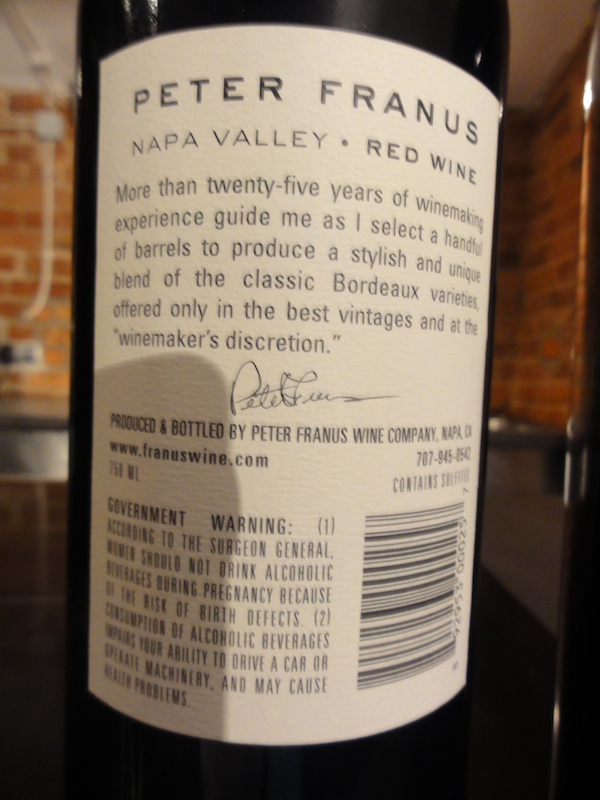 PETER FRANUS
NAPA VALLEY • RED WINE
More than twenty-five years of winemaking
experience guide me as I select a handful
of barrels to produce a stylish and unique
blend of the classic Bordeaux varieties,
offered only in the best vintages and at the
"winemaker's discretion."
Peter Franus
PRODUCED & BOTTLED BY PETER FRANUS WINE COMPANY, NAPA, CA
www.franuswine.com 707-945-0542
750 ML CONTAINS SULFITES
GOVERNMENT WARNING: (1)
ACCORDING TO THE SURGEON GENERAL,
WOMEN SHOULD NOT DRINK ALCOHOLIC
BEVERAGES DURING PREGNANCY BECAUSE
OF THE RISK OF BIRTH DEFECTS. (2)
CONSUMPTION OF ALCOHOLIC BEVERAGES
IMPAIRS YOUR ABILITY TO DRIVE A CAR OR
OPERATE MACHINERY, AND MAY CAUSE
HEALTH PROBLEMS.